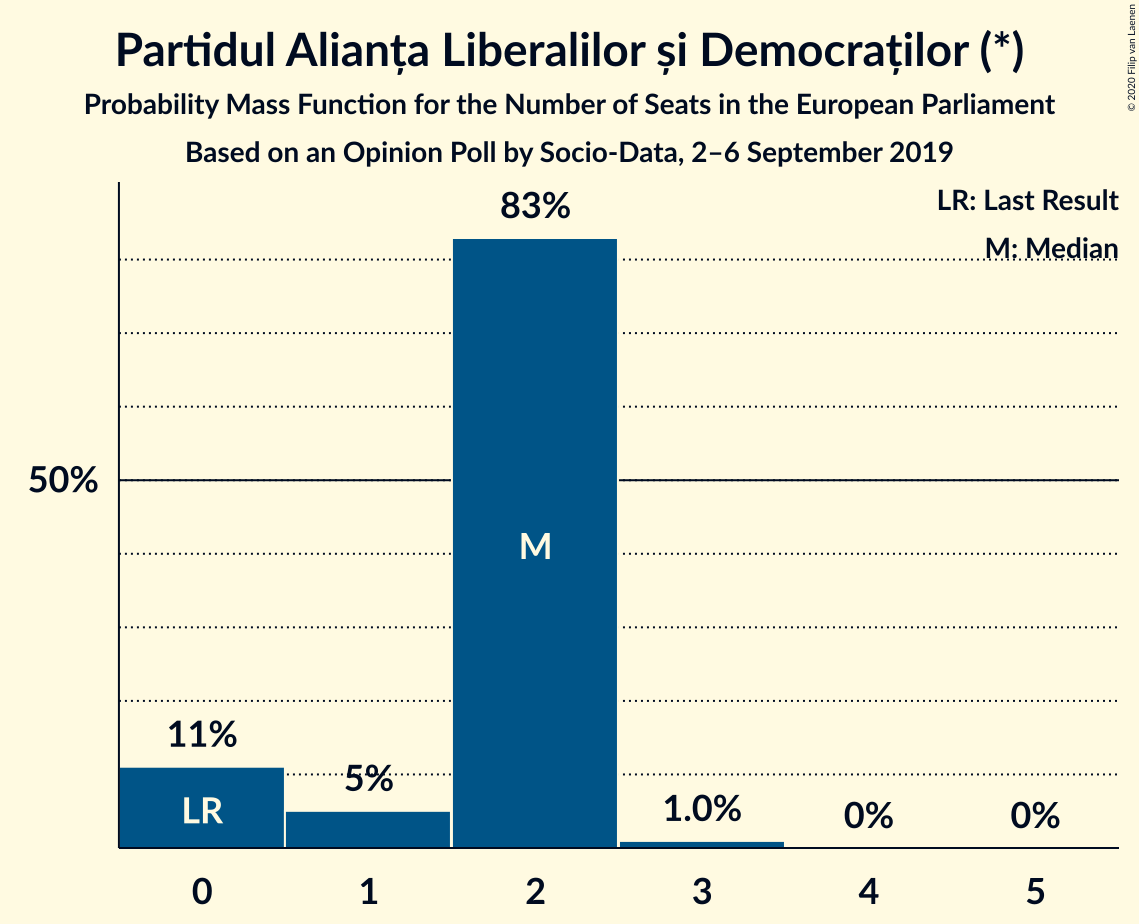 Partidul Alianța Liberalilor și Democraților (*)
Probability Mass Function for the Number of Seats in the European Parliament
Based on an Opinion Poll by Socio-Data, 2–6 September 2019
© 2020 Filip van Laenen
LR: Last Result
M: Median
83%
50%
M
11%
5%
1.0%
0%
0%
LR
0
1
2
3
4
5